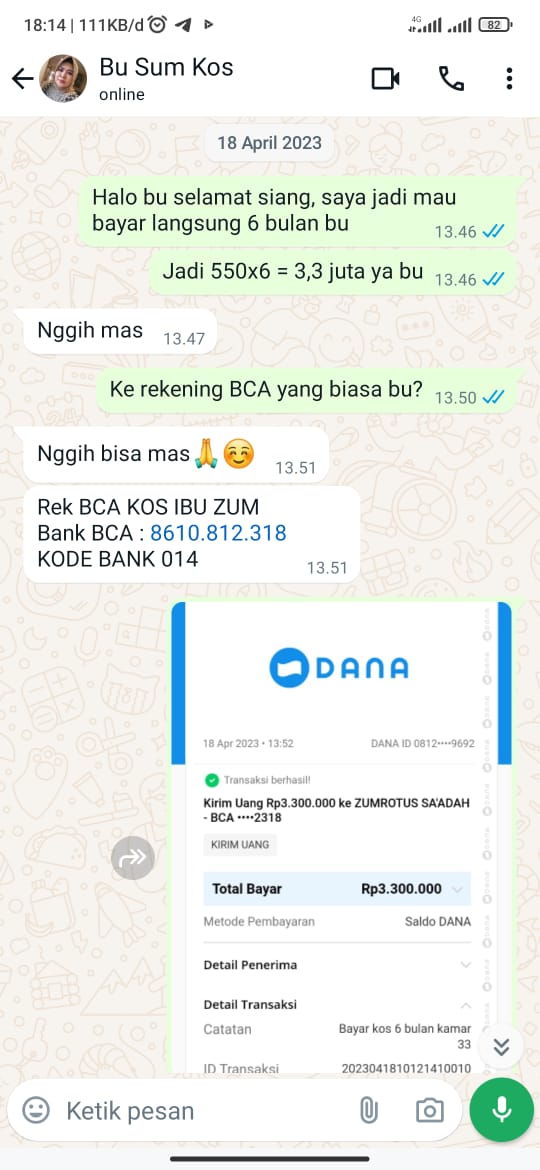 18:14 | 111KB/d
4G
82
Bu Sum Kos
online
18 April 2023
Halo bu selamat siang, saya jadi mau
bayar langsung 6 bulan bu
13.46
Jadi 550x6 = 3,3 juta ya bu
13.46
Nggih mas
13.47
Ke rekening BCA yang biasa bu?
13.50
Nggih bisa mas🙏☺️
13.51
Rek BCA KOS IBU ZUM
Bank BCA : 8610.812.318
KODE BANK 014
13.51
DANA
18 Apr 2023 • 13:52
DANA ID 0812••••9692
Transaksi berhasil!
Kirim Uang Rp3.300.000 ke ZUMROTUS SA'ADAH
- BCA ••••2318
KIRIM UANG
Total Bayar
Rp3.300.000
Metode Pembayaran
Saldo DANA
Detail Penerima
Detail Transaksi
Catatan
Bayar kos 6 bulan kamar
33
ID Transaksi
2023041810121410010
Ketik pesan